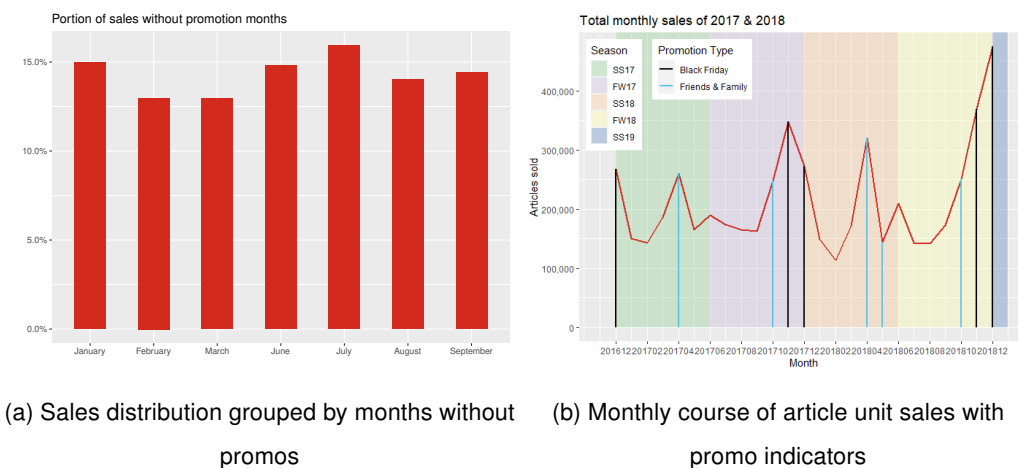 Portion of sales without promotion months
15.0%
10.0%
5.0%
0.0%
January February March June July August September
Total monthly sales of 2017 & 2018
Season
SS17
FW17
SS18
FW18
SS19
Promotion Type
Black Friday
Friends & Family
Articles sold
400,000
300,000
200,000
100,000
0
201612 201702 201704 201706 201708 201710 201712 201802 201804 201806 201808 201810 201812
Month
(a) Sales distribution grouped by months without
promos
(b) Monthly course of article unit sales with
promo indicators